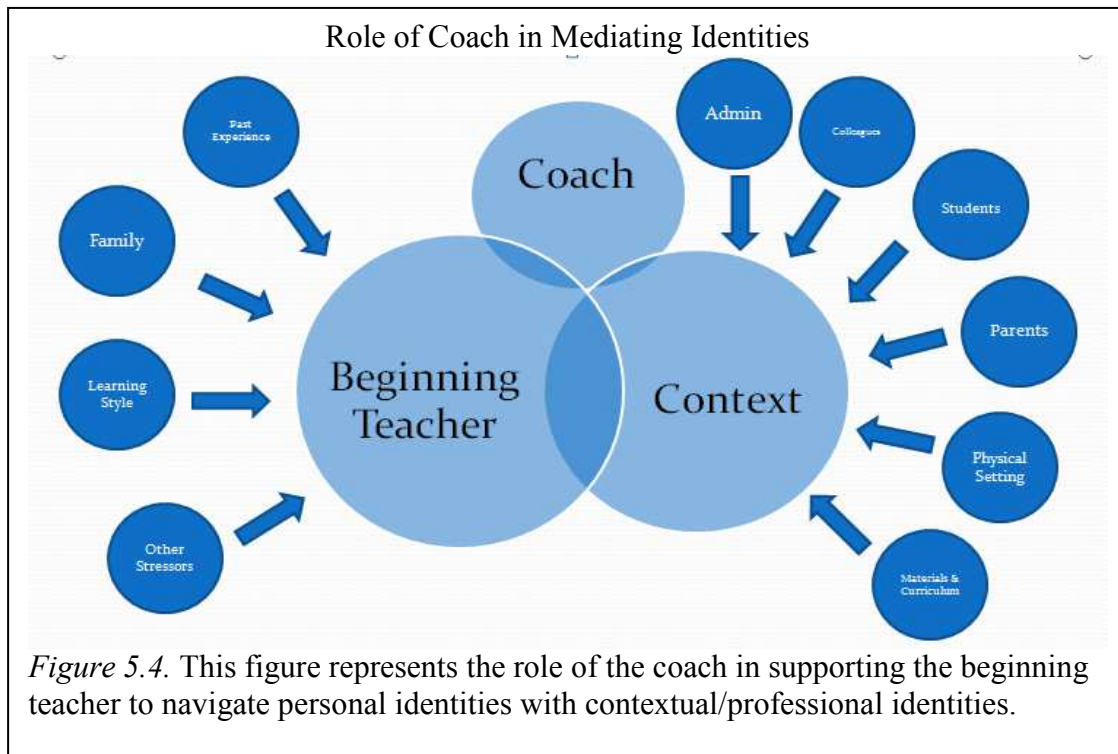 Role of Coach in Mediating Identities
Past
Experience
Family
Learning
Style
Other
Stressors
Coach
Beginning
Teacher
Context
Admin
Colleagues
Students
Parents
Physical
Setting
Materials &
Curriculum
Figure 5.4. This figure represents the role of the coach in supporting the beginning
teacher to navigate personal identities with contextual/professional identities.